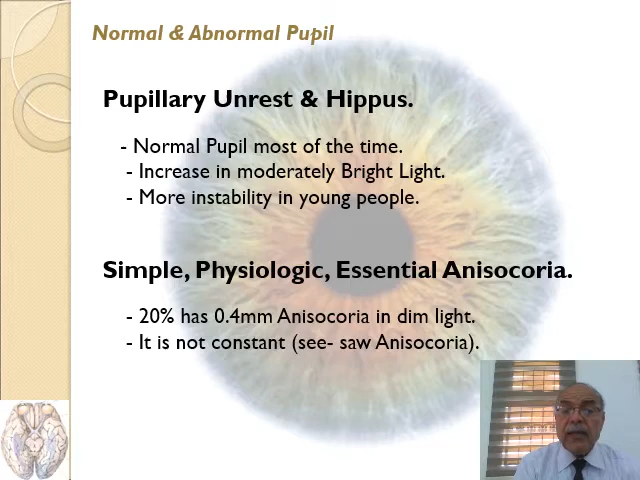 Normal & Abnormal Pupil
Pupillary Unrest & Hippus.
- Normal Pupil most of the time.
- Increase in moderately Bright Light.
- More instability in young people.
Simple, Physiologic, Essential Anisocoria.
- 20% has 0.4mm Anisocoria in dim light.
- It is not constant (see- saw Anisocoria).